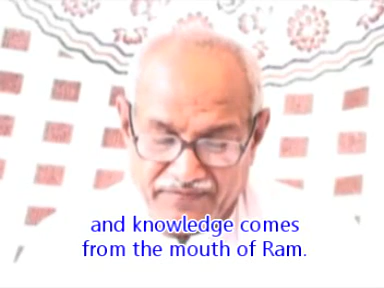 and knowledge comes
from the mouth of Ram.